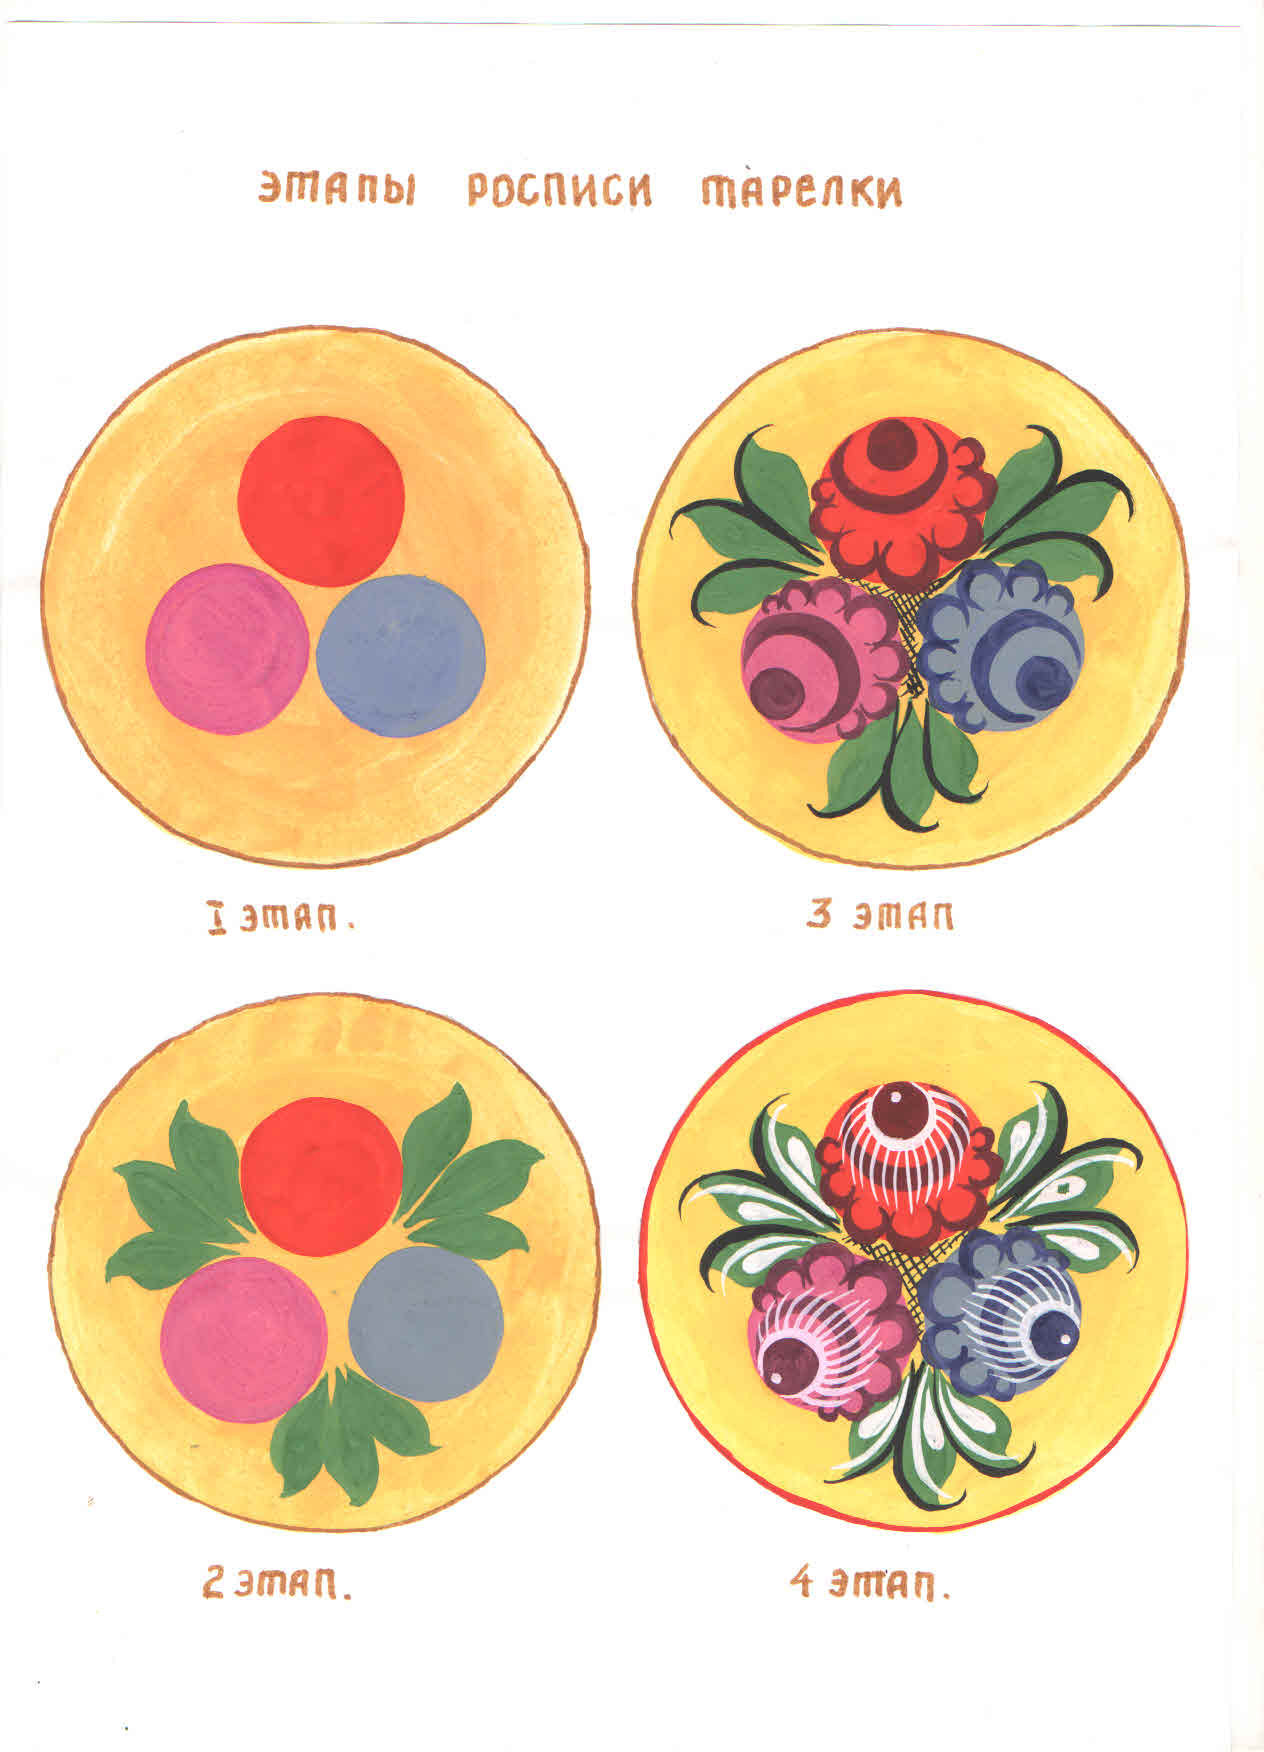 этапы росписи тарелки
I этап.
3 этап
2 этап.
4 этап.